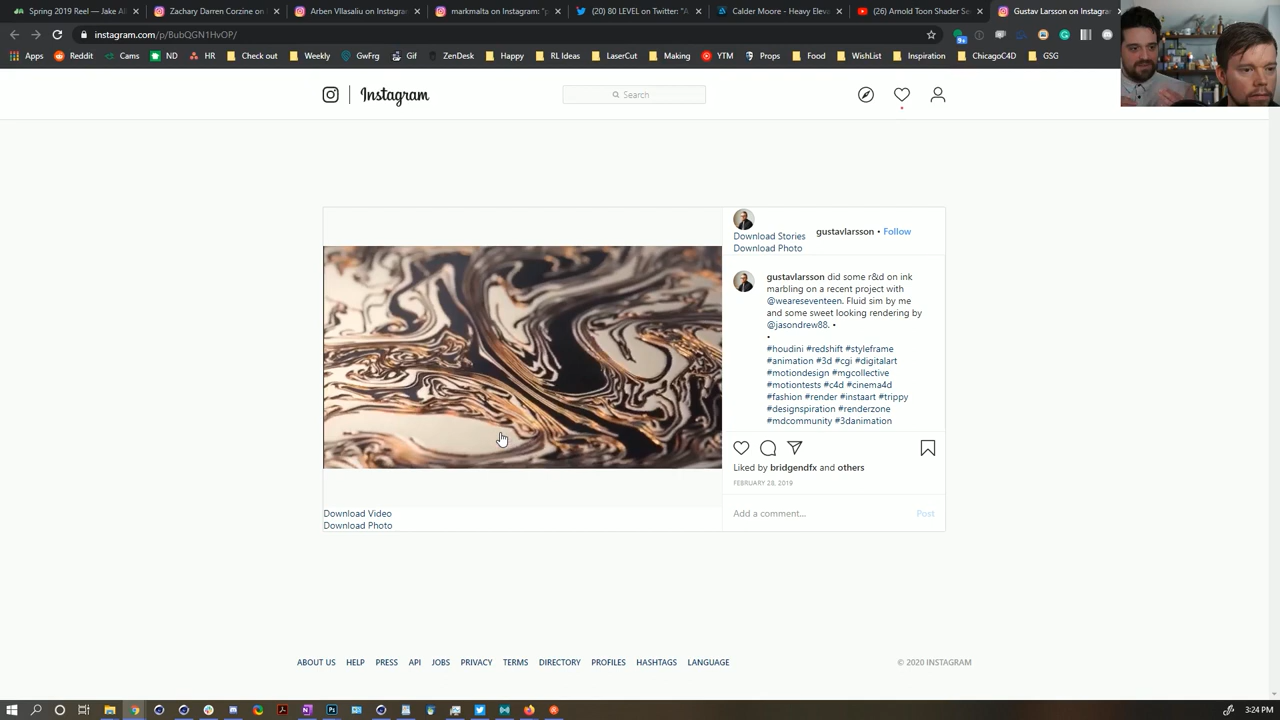 Spring 2019 Reel — Jake Al
Zachary Darren Corzine on I
Arben Vllasaliu on Instagram
markmalta on Instagram: "p
(20) 80 LEVEL on Twitter: "A
Calder Moore - Heavy Eleva
(26) Arnold Toon Shader Se
Gustav Larsson on Instagram
instagram.com/p/BubQGN1HvOP/
Apps
Reddit
Cams
ND
HR
Chect out
Weekly
GwFrg
Gif
ZenDesk
Happy
RL Ideas
LaserCut
Making
YTM
Props
Food
WishList
Inspiration
ChicagoC4D
GSG
Instagram
Search
Download Stories
Download Photo
gustavlarsson • Follow
gustavlarsson did some r&d on ink
marbling on a recent project with
@weareseventeen. Fluid sim by me
and some sweet looking rendering by
@jasondrew88. •
•
#houdini #redshift #styleframe
#animation #3d #cgi #digitalart
#motiondesign #mgcollective
#motiontests #c4d #cinema4d
#fashion #render #instaart #trippy
#designspiration #renderzone
#mdcommunity #3danimation
Liked by bridgendfx and others
FEBRUARY 28, 2019
Add a comment... Post
Download Video
Download Photo
ABOUT US HELP PRESS API JOBS PRIVACY TERMS DIRECTORY PROFILES HASHTAGS LANGUAGE
© 2020 INSTAGRAM
3:24 PM